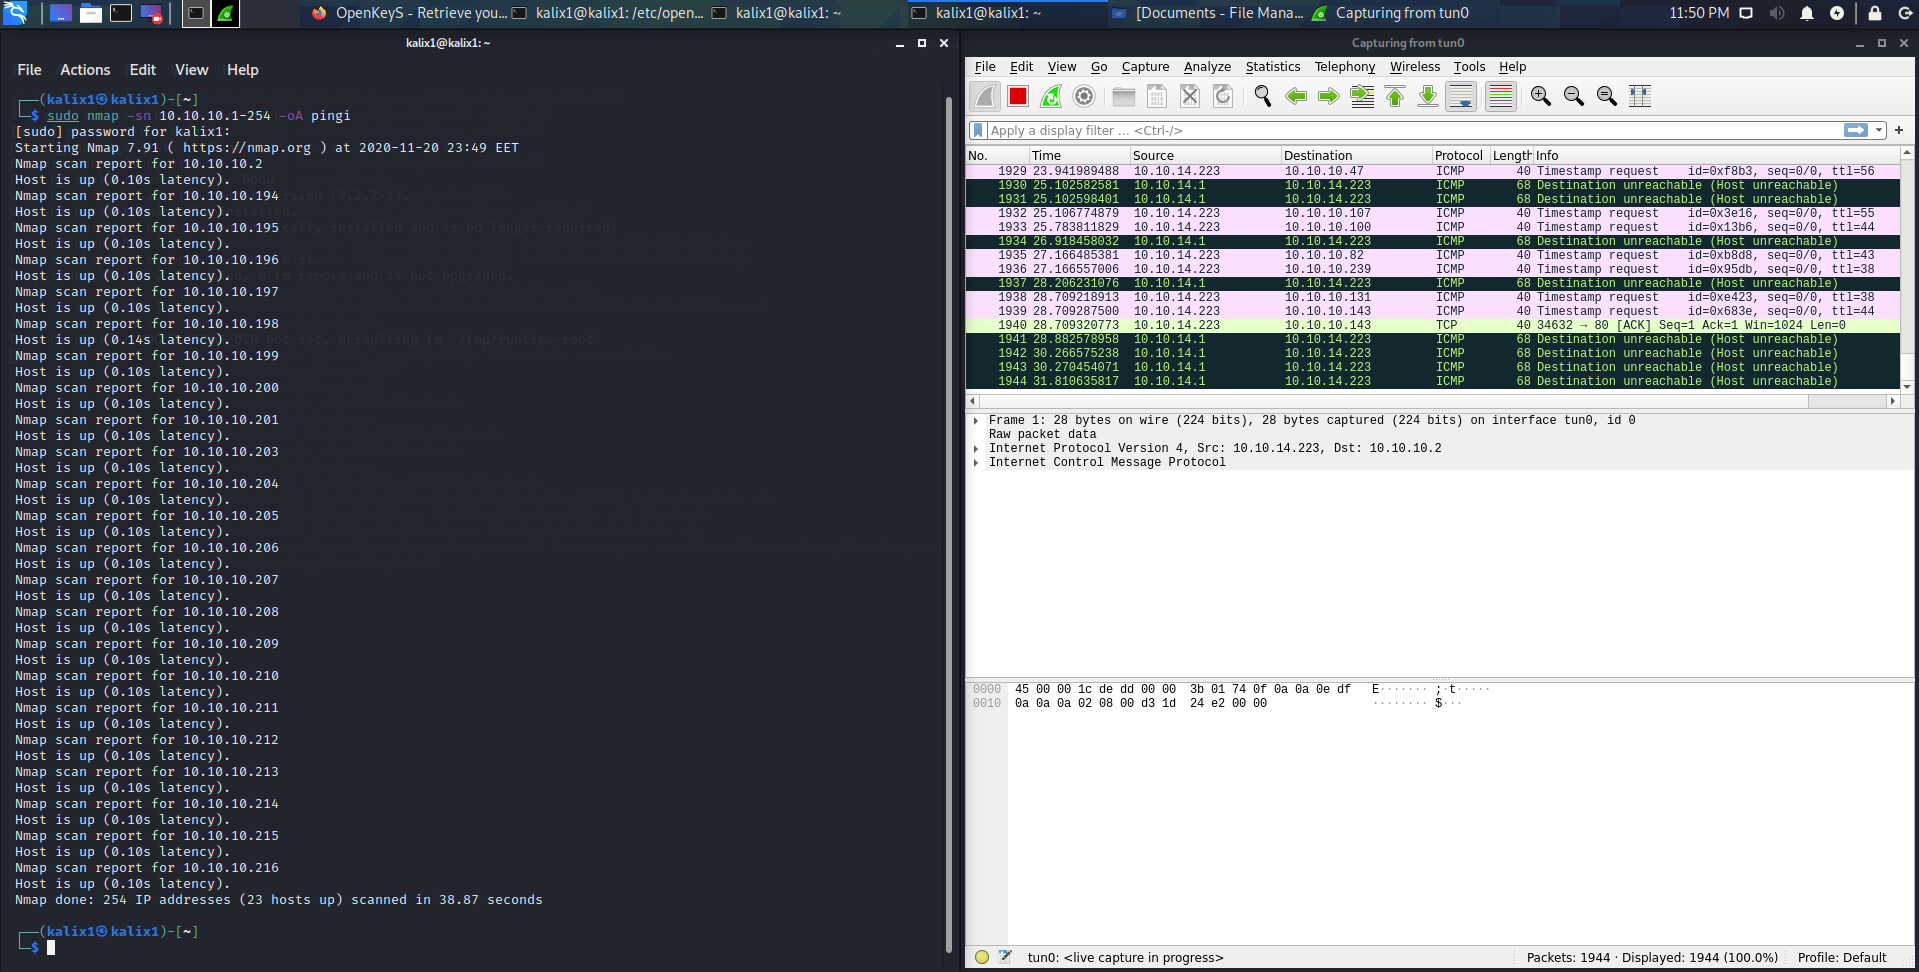 OpenKeyS - Retrieve you...
kalix1@kalix1: /etc/open...
kalix1@kalix1: ~
kalix1@kalix1: ~
[Documents - File Mana...
Capturing from tun0
11:50 PM
kalix1@kalix1: ~
File Actions Edit View Help
┌──(kalix1㉿kalix1)-[~]
└─$ sudo nmap -sn 10.10.10.1-254 -oA pingi
[sudo] password for kalix1:
Starting Nmap 7.91 ( https://nmap.org ) at 2020-11-20 23:49 EET
Nmap scan report for 10.10.10.2
Host is up (0.10s latency).
Nmap scan report for 10.10.10.194
Host is up (0.10s latency).
Nmap scan report for 10.10.10.195
Host is up (0.10s latency).
Nmap scan report for 10.10.10.196
Host is up (0.10s latency).
Nmap scan report for 10.10.10.197
Host is up (0.10s latency).
Nmap scan report for 10.10.10.198
Host is up (0.14s latency).
Nmap scan report for 10.10.10.199
Host is up (0.10s latency).
Nmap scan report for 10.10.10.200
Host is up (0.10s latency).
Nmap scan report for 10.10.10.201
Host is up (0.10s latency).
Nmap scan report for 10.10.10.203
Host is up (0.10s latency).
Nmap scan report for 10.10.10.204
Host is up (0.10s latency).
Nmap scan report for 10.10.10.205
Host is up (0.10s latency).
Nmap scan report for 10.10.10.206
Host is up (0.10s latency).
Nmap scan report for 10.10.10.207
Host is up (0.10s latency).
Nmap scan report for 10.10.10.208
Host is up (0.10s latency).
Nmap scan report for 10.10.10.209
Host is up (0.10s latency).
Nmap scan report for 10.10.10.210
Host is up (0.10s latency).
Nmap scan report for 10.10.10.211
Host is up (0.10s latency).
Nmap scan report for 10.10.10.212
Host is up (0.10s latency).
Nmap scan report for 10.10.10.213
Host is up (0.10s latency).
Nmap scan report for 10.10.10.214
Host is up (0.10s latency).
Nmap scan report for 10.10.10.215
Host is up (0.10s latency).
Nmap scan report for 10.10.10.216
Host is up (0.10s latency).
Nmap done: 254 IP addresses (23 hosts up) scanned in 38.87 seconds
┌──(kalix1㉿kalix1)-[~]
└─$
Capturing from tun0
File Edit View Go Capture Analyze Statistics Telephony Wireless Tools Help
Apply a display filter ... <Ctrl-/>
No. Time Source Destination Protocol Length Info
1929 23.941989488 10.10.14.223 10.10.10.47 ICMP 40 Timestamp request id=0xf8b3, seq=0/0, ttl=56
1930 25.102582581 10.10.14.1 10.10.14.223 ICMP 68 Destination unreachable (Host unreachable)
1931 25.102598401 10.10.14.1 10.10.14.223 ICMP 68 Destination unreachable (Host unreachable)
1932 25.106774879 10.10.14.223 10.10.10.107 ICMP 40 Timestamp request id=0x3e16, seq=0/0, ttl=55
1933 25.783811829 10.10.14.223 10.10.10.100 ICMP 40 Timestamp request id=0x13b6, seq=0/0, ttl=44
1934 26.918458032 10.10.14.1 10.10.14.223 ICMP 68 Destination unreachable (Host unreachable)
1935 27.166485381 10.10.14.223 10.10.10.82 ICMP 40 Timestamp request id=0xb8d8, seq=0/0, ttl=43
1936 27.166557006 10.10.14.223 10.10.10.239 ICMP 40 Timestamp request id=0x95db, seq=0/0, ttl=38
1937 28.206231076 10.10.14.1 10.10.14.223 ICMP 68 Destination unreachable (Host unreachable)
1938 28.709218913 10.10.14.223 10.10.10.131 ICMP 40 Timestamp request id=0xe423, seq=0/0, ttl=38
1939 28.709287500 10.10.14.223 10.10.10.143 ICMP 40 Timestamp request id=0x683e, seq=0/0, ttl=44
1940 28.709320773 10.10.14.223 10.10.10.143 TCP 40 34632 → 80 [ACK] Seq=1 Ack=1 Win=1024 Len=0
1941 28.882578958 10.10.14.1 10.10.14.223 ICMP 68 Destination unreachable (Host unreachable)
1942 30.266575238 10.10.14.1 10.10.14.223 ICMP 68 Destination unreachable (Host unreachable)
1943 30.270454071 10.10.14.1 10.10.14.223 ICMP 68 Destination unreachable (Host unreachable)
1944 31.810635817 10.10.14.1 10.10.14.223 ICMP 68 Destination unreachable (Host unreachable)
Frame 1: 28 bytes on wire (224 bits), 28 bytes captured (224 bits) on interface tun0, id 0
Raw packet data
Internet Protocol Version 4, Src: 10.10.14.223, Dst: 10.10.10.2
Internet Control Message Protocol
0000 45 00 00 1c de dd 00 00 3b 01 74 0f 0a 0a 0e df E······· ;·t·····
0010 0a 0a 0a 02 08 00 d3 1d 24 e2 00 00 ········ $···
tun0: <live capture in progress>
Packets: 1944 · Displayed: 1944 (100.0%)
Profile: Default